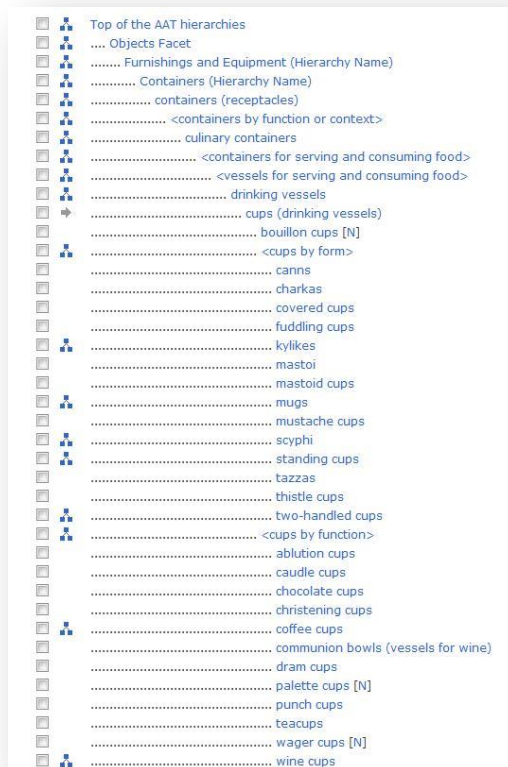 Top of the AAT hierarchies
.... Objects Facet
........ Furnishings and Equipment (Hierarchy Name)
............ Containers (Hierarchy Name)
................ containers (receptacles)
.................... <containers by function or context>
........................ culinary containers
............................ <containers for serving and consuming food>
................................ <vessels for serving and consuming food>
.................................... drinking vessels
........................................ cups (drinking vessels)
............................................ bouillon cups [N]
............................................ <cups by form>
................................................ canns
................................................ charkas
................................................ covered cups
................................................ fuddling cups
................................................ kylikes
................................................ mastoi
................................................ mastoid cups
................................................ mugs
................................................ mustache cups
................................................ scyphi
................................................ standing cups
................................................ tazzas
................................................ thistle cups
................................................ two-handled cups
............................................ <cups by function>
................................................ ablution cups
................................................ caudle cups
................................................ chocolate cups
................................................ christening cups
................................................ coffee cups
................................................ communion bowls (vessels for wine)
................................................ dram cups
................................................ palette cups [N]
................................................ punch cups
................................................ teacups
................................................ wager cups [N]
................................................ wine cups